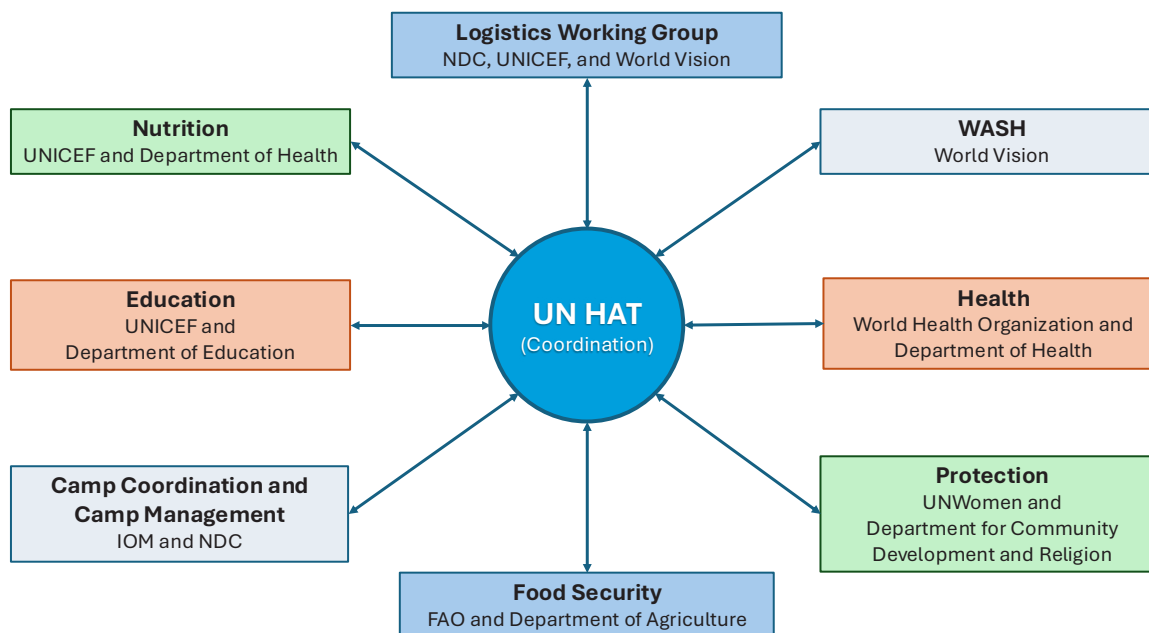 Logistics Working Group
NDC, UNICEF, and World Vision
Nutrition
UNICEF and Department of Health
WASH
World Vision
Education
UNICEF and
Department of Education
UN HAT
(Coordination)
Health
World Health Organization and
Department of Health
Camp Coordination and
Camp Management
IOM and NDC
Protection
UNWomen and
Department for Community
Development and Religion
Food Security
FAO and Department of Agriculture